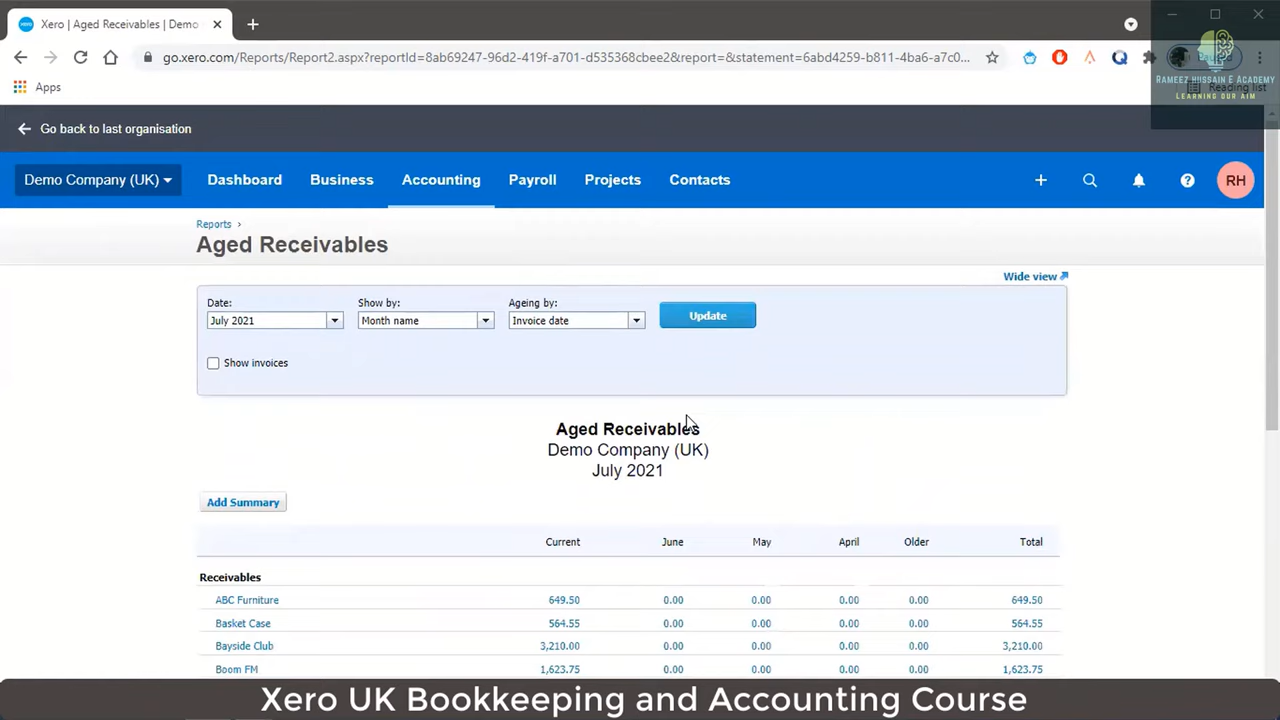 Xero | Aged Receivables | Demo
go.xero.com/Reports/Report2.aspx?reportId=8ab69247-9bd2-419f-a701-d535368cbee2&report=&statement=6abd4259-b811-4ba6-a7c0...
Apps
Reading list
RAMEEZ HUSSAIN E ACADEMY
LEARNING OUR AIM
Go back to last organisation
Demo Company (UK) Dashboard Business Accounting Payroll Projects Contacts RH
Reports ›
Aged Receivables
Wide view
Date: Show by: Ageing by:
July 2021 Month name Invoice date Update
Show invoices
Aged Receivables
Demo Company (UK)
July 2021
Add Summary
Current June May April Older Total
Receivables
ABC Furniture 649.50 0.00 0.00 0.00 0.00 649.50
Basket Case 564.55 0.00 0.00 0.00 0.00 564.55
Bayside Club 3,210.00 0.00 0.00 0.00 0.00 3,210.00
Boom FM 1,623.75 0.00 0.00 0.00 0.00 1,623.75
Xero UK Bookkeeping and Accounting Course